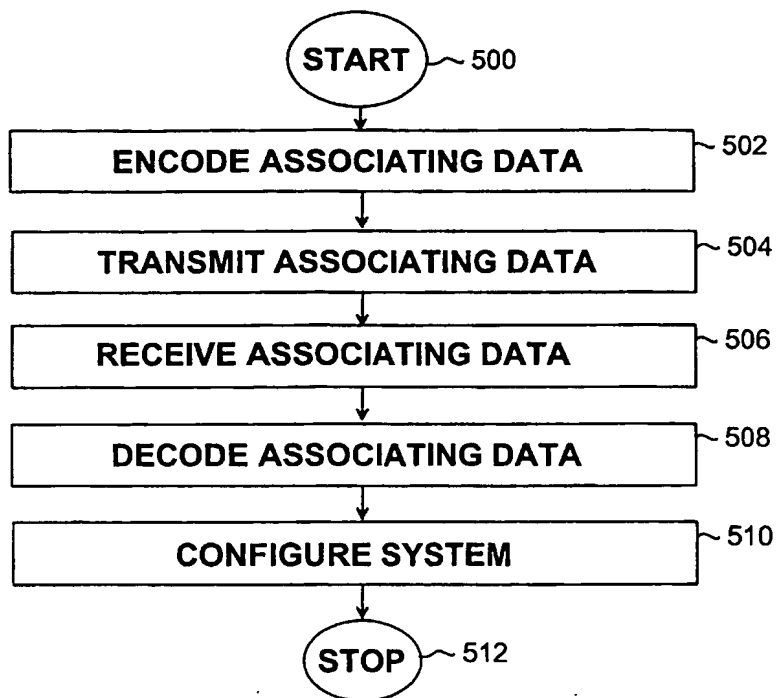 START 500
ENCODE ASSOCIATING DATA 502
TRANSMIT ASSOCIATING DATA 504
RECEIVE ASSOCIATING DATA 506
DECODE ASSOCIATING DATA 508
CONFIGURE SYSTEM 510
STOP 512